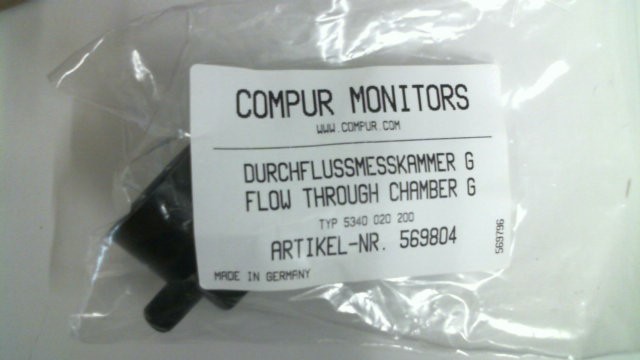 COMPUR MONITORS
WWW.COMPUR.COM
DURCHFLUSSMESSKAMMER G
FLOW THROUGH CHAMBER G
TYP 5340 020 200
ARTIKEL-NR. 569804
MADE IN GERMANY
569796